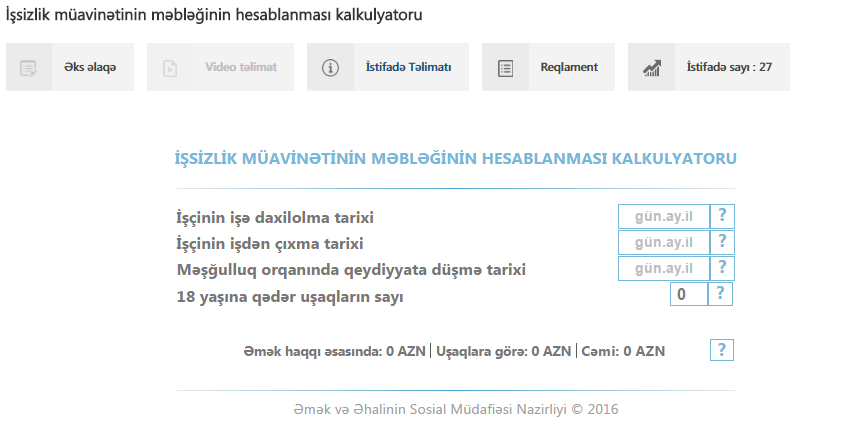 İşsizlik müavinətinin məbləğinin hesablanması kalkulyatoru
Əks əlaqə Video təlimat İstifadə Təlimatı Reqlament İstifadə sayı : 27
İŞSİZLİK MÜAVİNƏTİNİN MƏBLƏĞİNİN HESABLANMASI KALKULYATORU
İşçinin işə daxilolma tarixi gün.ay.il ?
İşçinin işdən çıxma tarixi gün.ay.il ?
Məşğulluq orqanında qeydiyyata düşmə tarixi gün.ay.il ?
18 yaşına qədər uşaqların sayı 0 ?
Əmək haqqı əsasında: 0 AZN | Uşaqlara görə: 0 AZN | Cəmi: 0 AZN ?
Əmək və Əhalinin Sosial Müdafiəsi Nazirliyi © 2016